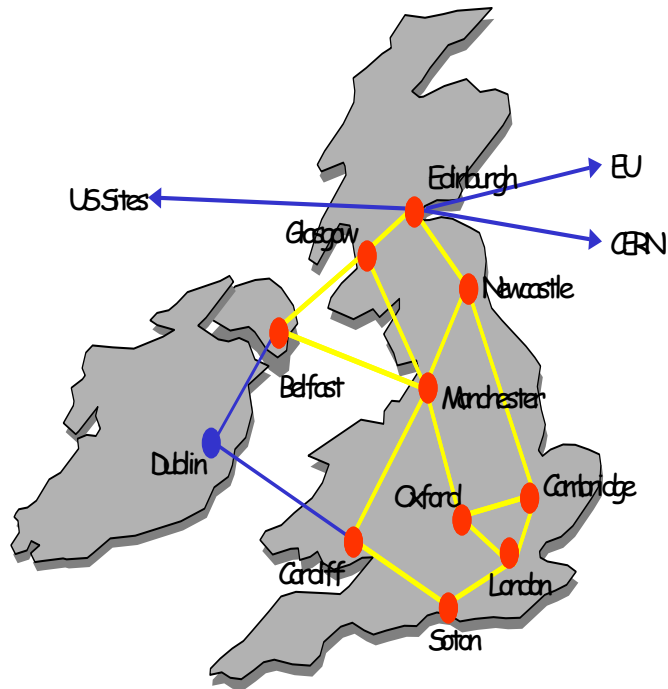 EU
Edinburgh
US Sites
Glasgow
CERN
Newcastle
Belfast
Manchester
Dublin
Oxford
Cambridge
Cardiff
London
Soton